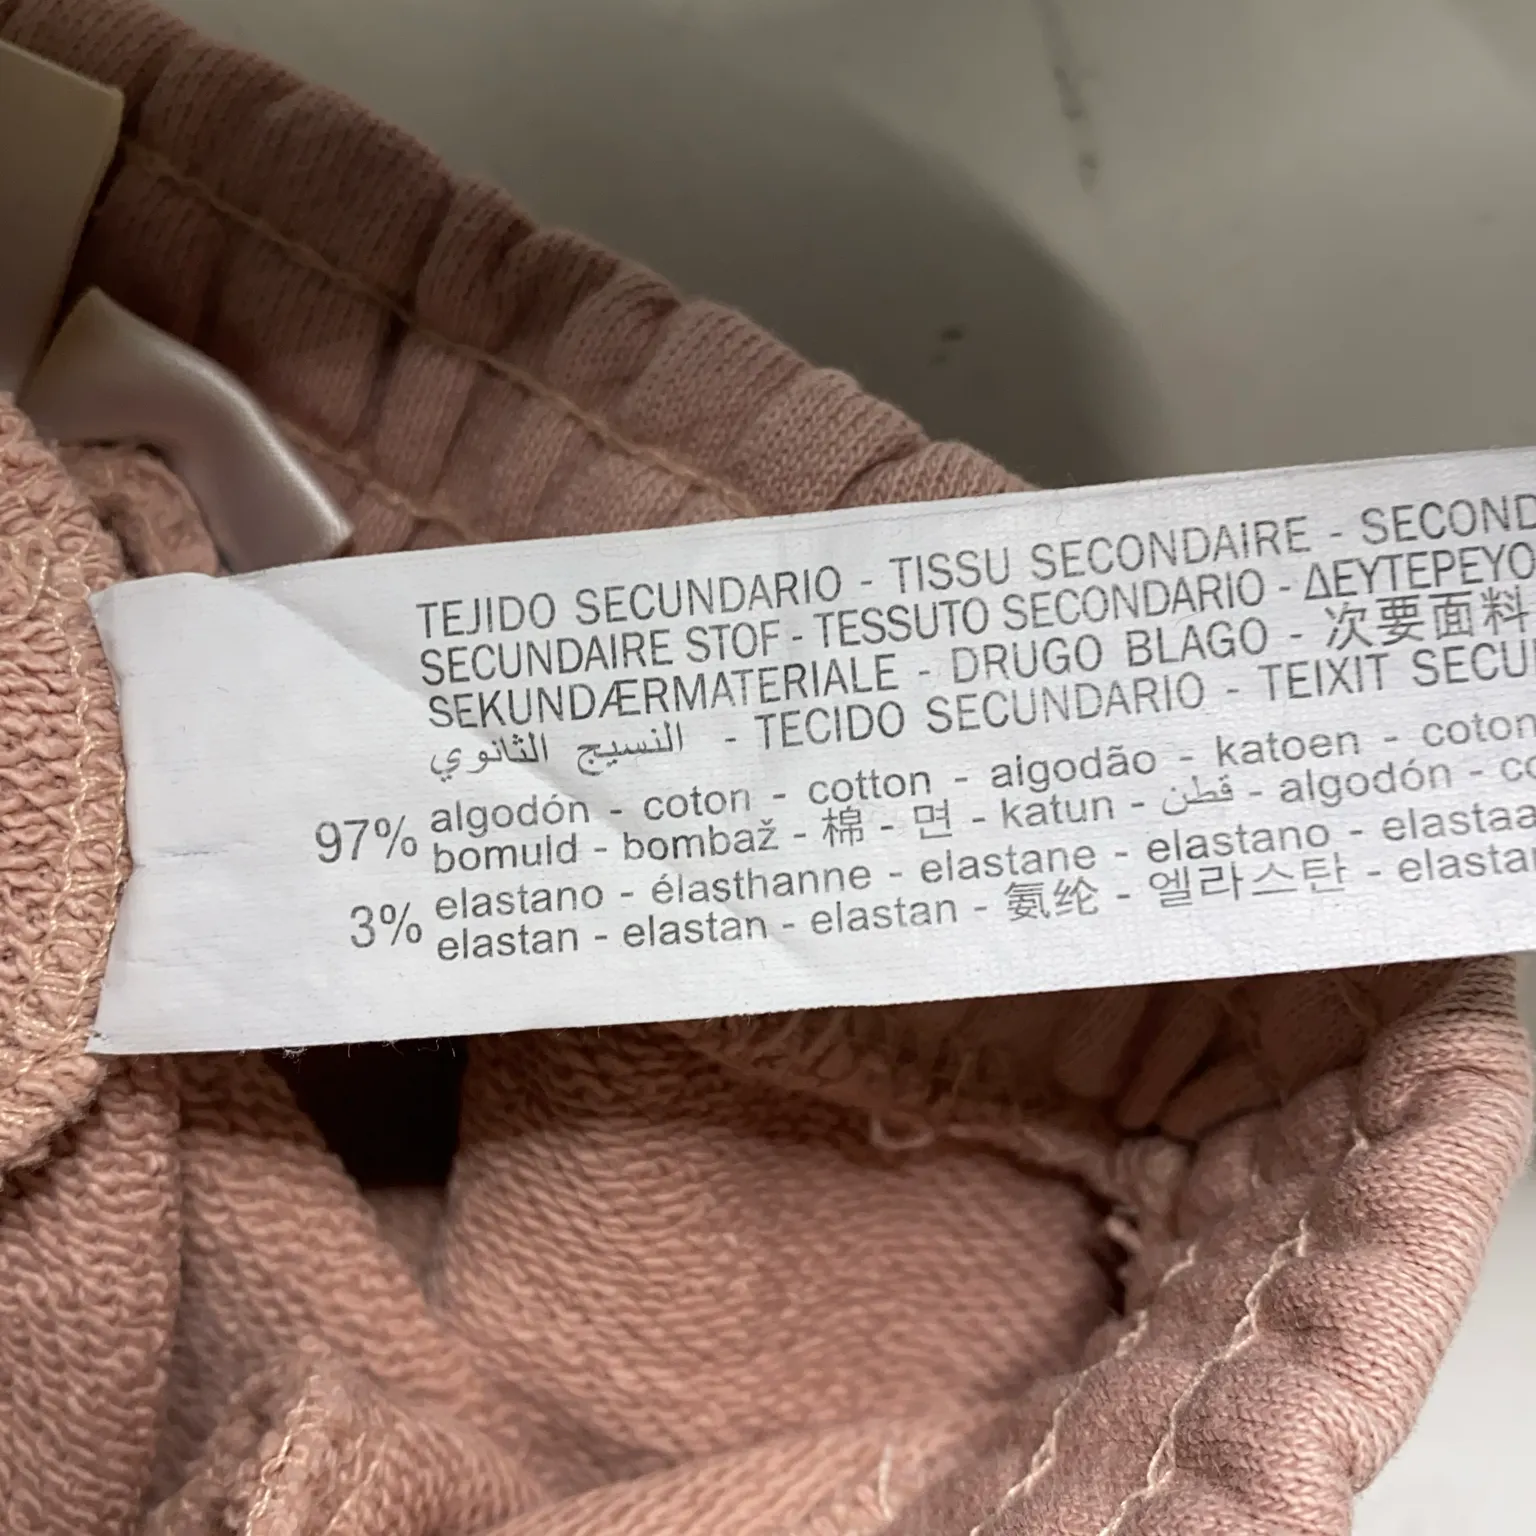 TEJIDO SECUNDARIO - TISSU SECONDAIRE - SECOND
SECUNDAIRE STOF - TESSUTO SECONDARIO - ΔΕΥΤΕΡΕΥΟ
SEKUNDÆRMATERIALE - DRUGO BLAGO - 次要面料
النسيج الثانوي - TECIDO SECUNDARIO - TEIXIT SECU
97% algodón - coton - cotton - algodão - katoen - coton
bomuld - bombaž - 棉 - 면 - katun - قطن - algodón - co
3% elastano - élasthanne - elastane - elastano - elastaa
elastan - elastan - elastan - 氨纶 - 엘라스탄 - elastan